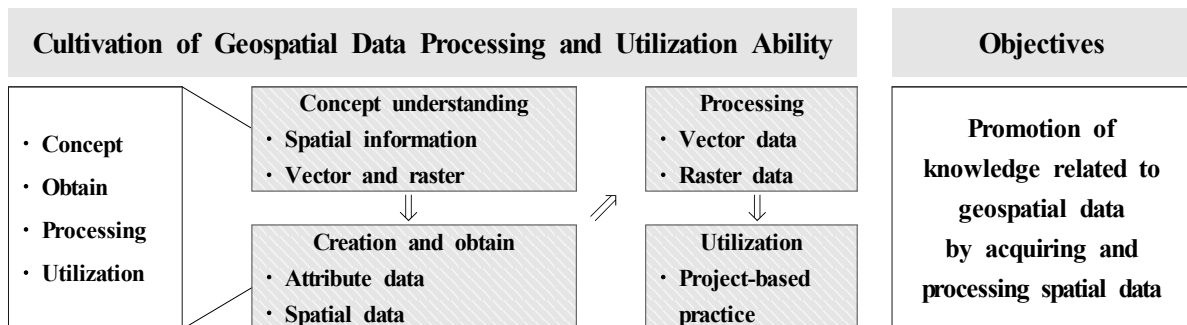 Cultivation of Geospatial Data Processing and Utilization Ability
Objectives
· Concept
· Obtain
· Processing
· Utilization
Concept understanding
· Spatial information
· Vector and raster
⇓
Creation and obtain
· Attribute data
· Spatial data
⇗
Processing
· Vector data
· Raster data
⇓
Utilization
· Project-based
practice
Promotion of
knowledge related to
geospatial data
by acquiring and
processing spatial data